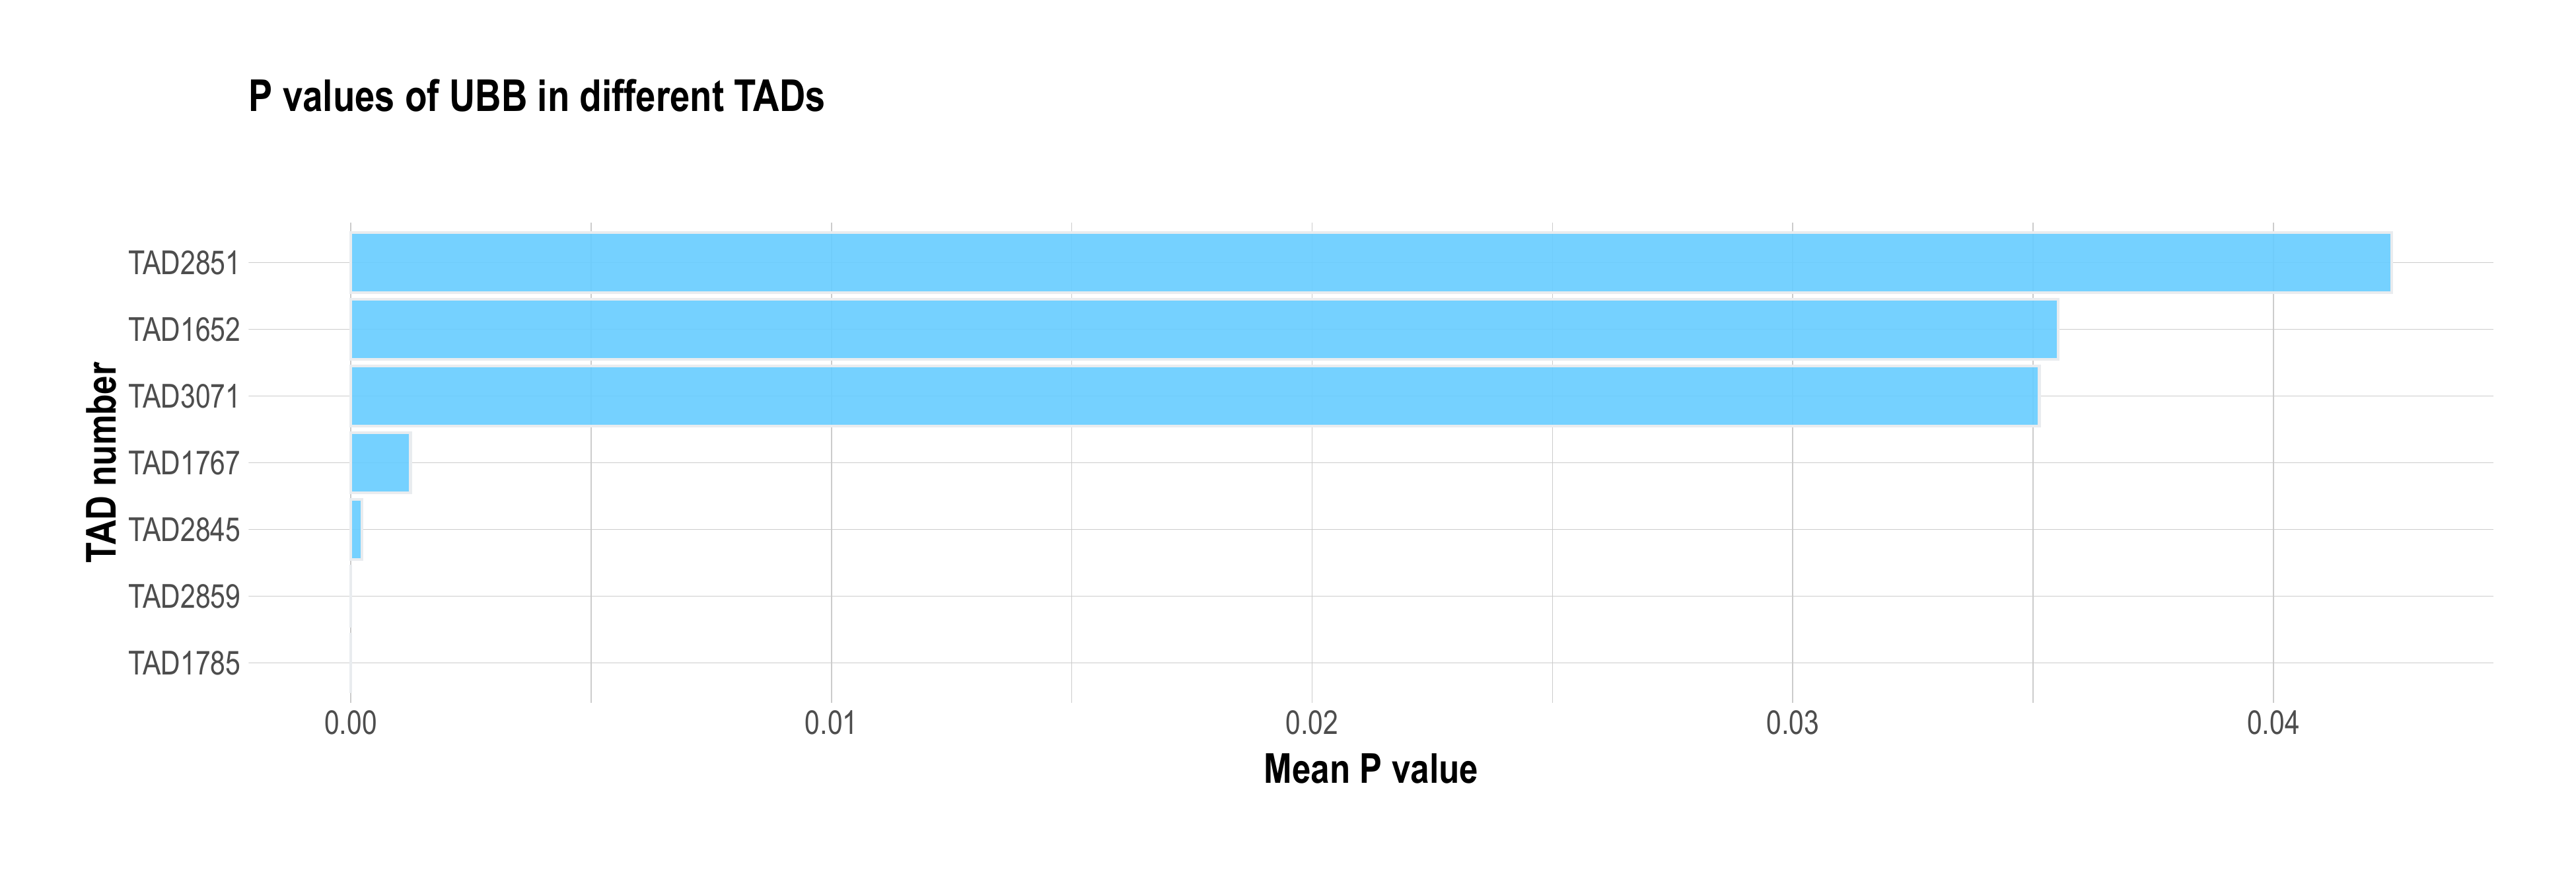 P values of UBB in different TADs
TAD number
TAD2851
TAD1652
TAD3071
TAD1767
TAD2845
TAD2859
TAD1785
0.00 0.01 0.02 0.03 0.04
Mean P value